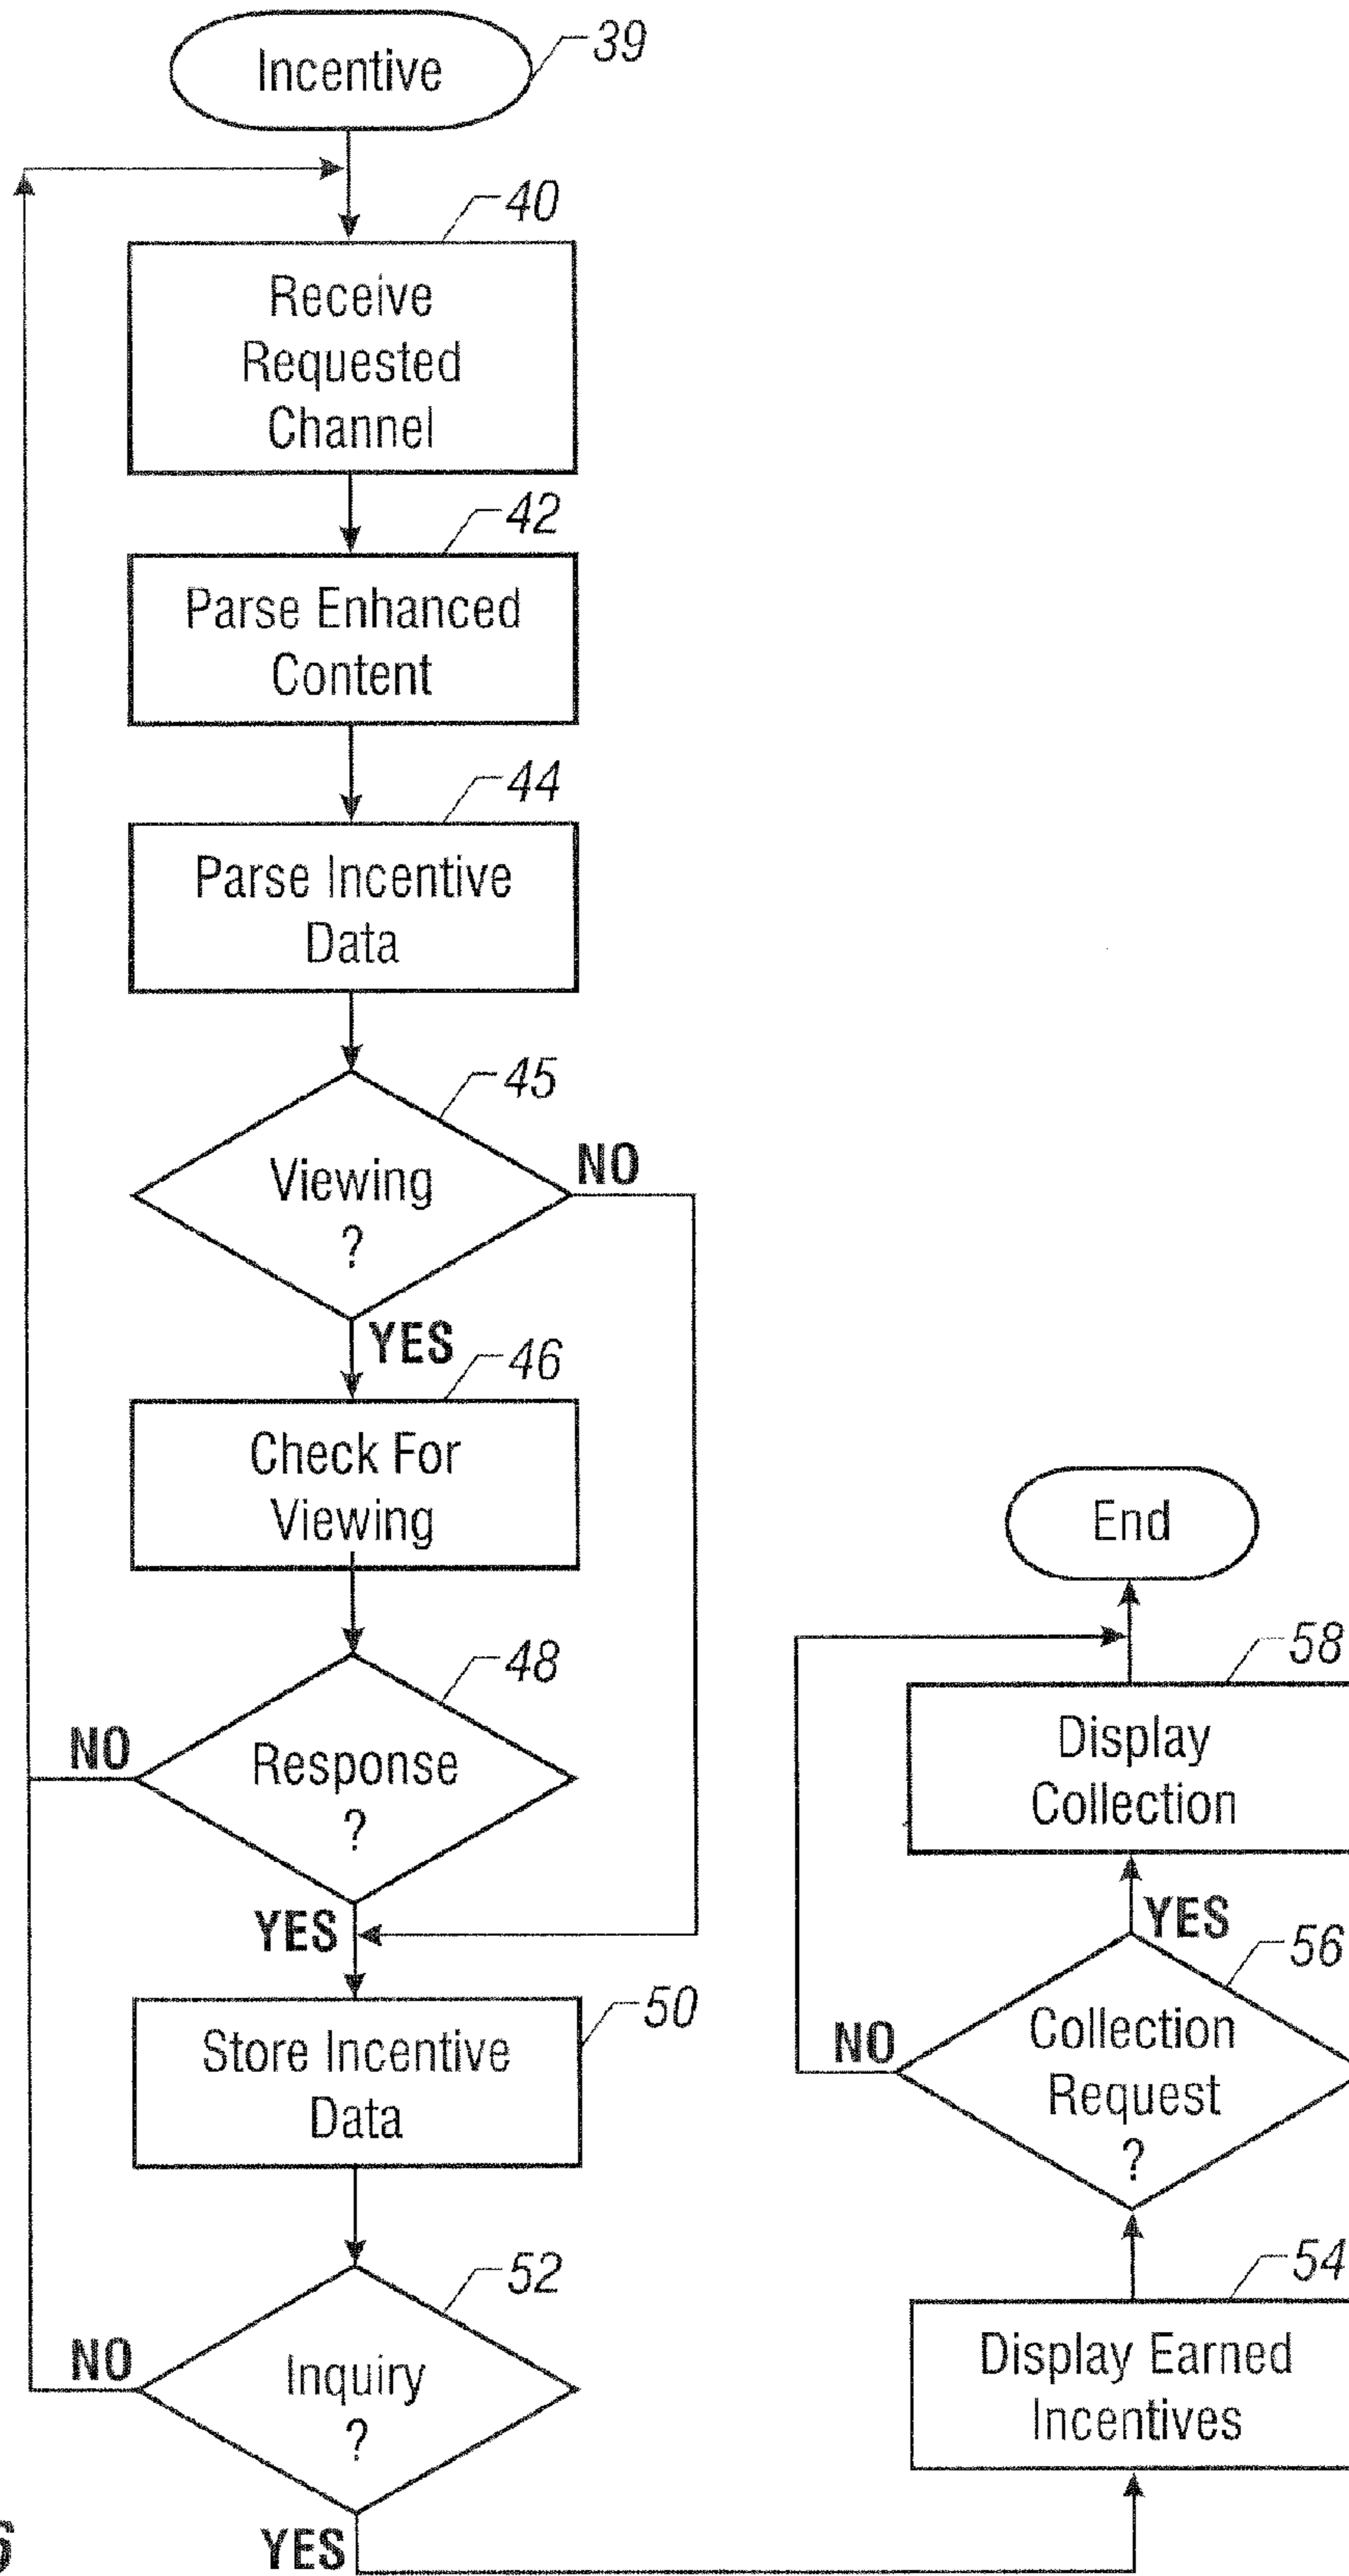 Incentive
39
40
Receive
Requested
Channel
42
Parse Enhanced
Content
44
Parse Incentive
Data
45
Viewing
?
NO
YES
46
Check For
Viewing
48
Response
?
NO
YES
50
Store Incentive
Data
52
Inquiry
?
NO
YES
54
Display Earned
Incentives
56
Collection
Request
?
NO
YES
58
Display
Collection
End
6